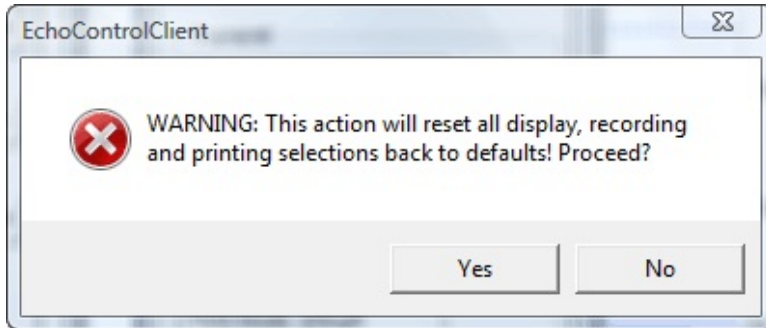 EchoControlClient
WARNING: This action will reset all display, recording
and printing selections back to defaults! Proceed?
Yes No